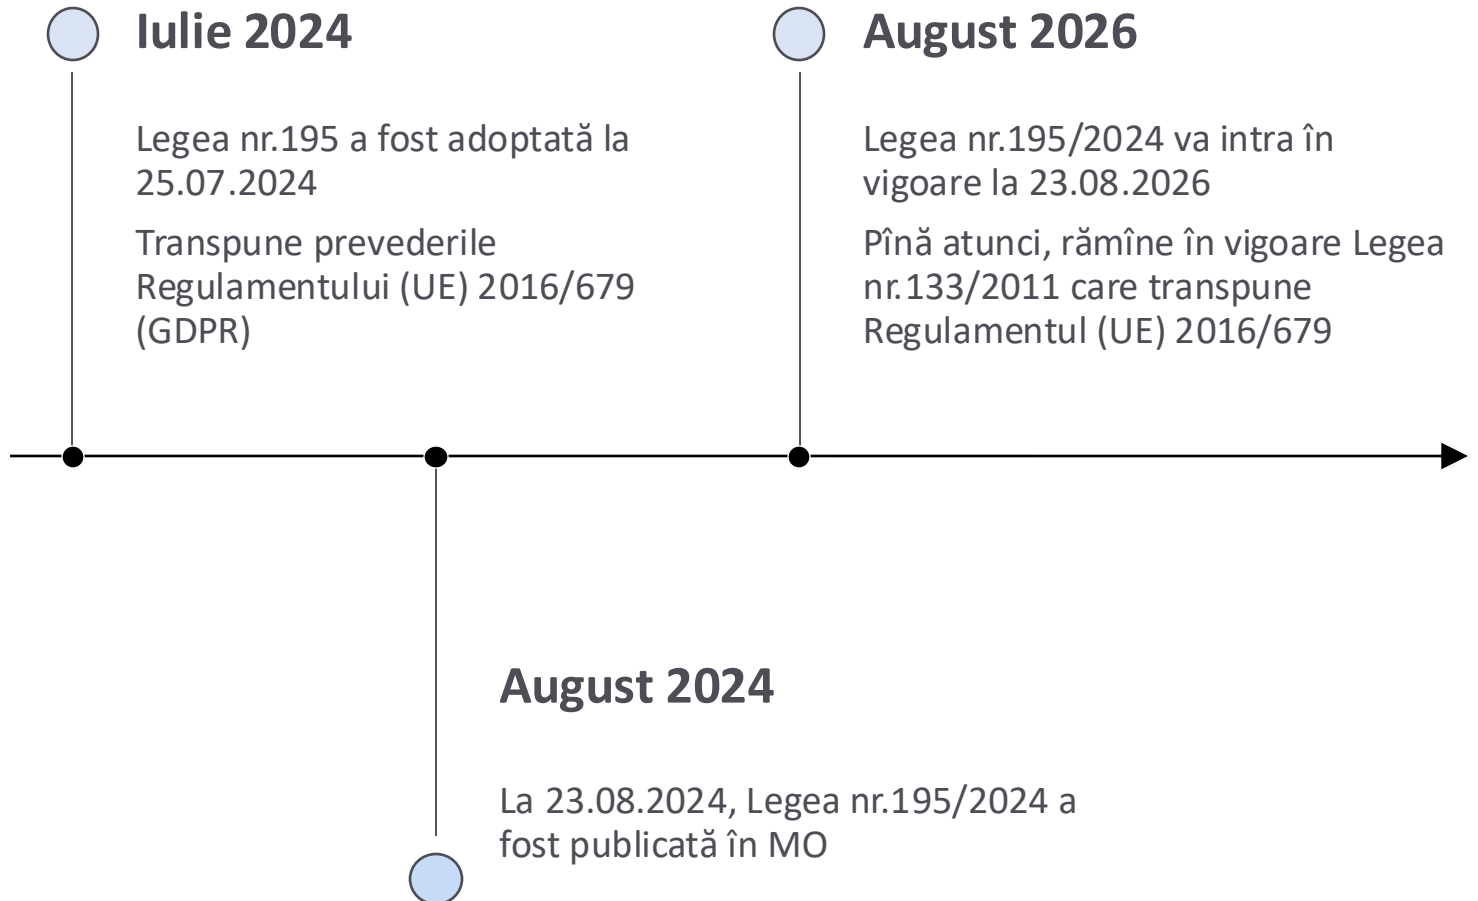 Iulie 2024
Legea nr.195 a fost adoptată la
25.07.2024
Transpune prevederile
Regulamentului (UE) 2016/679
(GDPR)
August 2026
Legea nr.195/2024 va intra în
vigoare la 23.08.2026
Pînă atunci, rămîne în vigoare Legea
nr.133/2011 care transpune
Regulamentul (UE) 2016/679
August 2024
La 23.08.2024, Legea nr.195/2024 a
fost publicată în MO